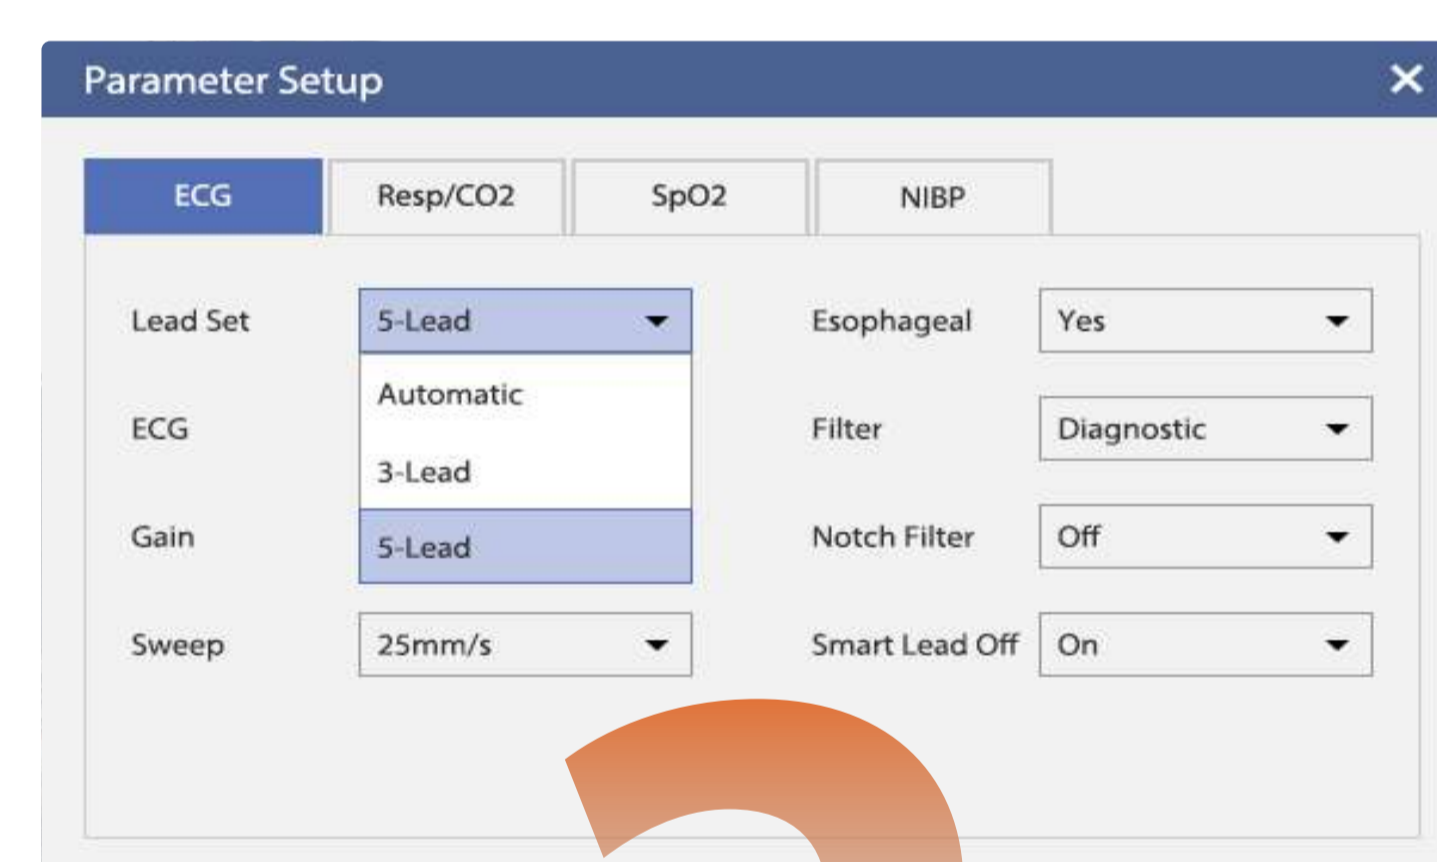 Parameter Setup
ECG Resp/CO2 SpO2 NIBP
Lead Set 5-Lead Esophageal Yes
Automatic
ECG Filter Diagnostic
3-Lead
Gain 5-Lead Notch Filter Off
Sweep 25mm/s Smart Lead Off On